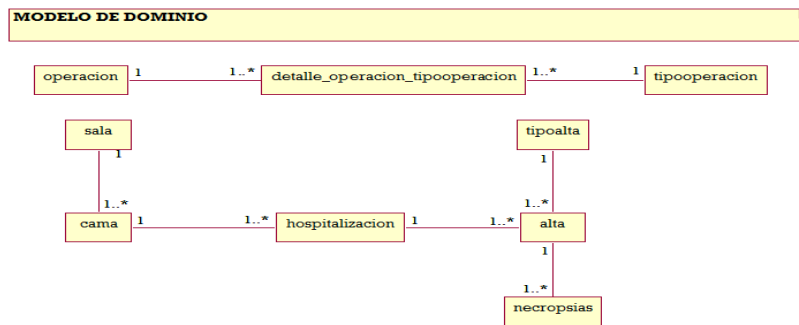 MODELO DE DOMINIO
operacion 1 1..* detalle_operacion_tipooperacion 1..* 1 tipooperacion
sala tipoalta
1 1
1..* 1..*
cama 1 1..* hospitalizacion 1 1..* alta
1
1..*
necropsias